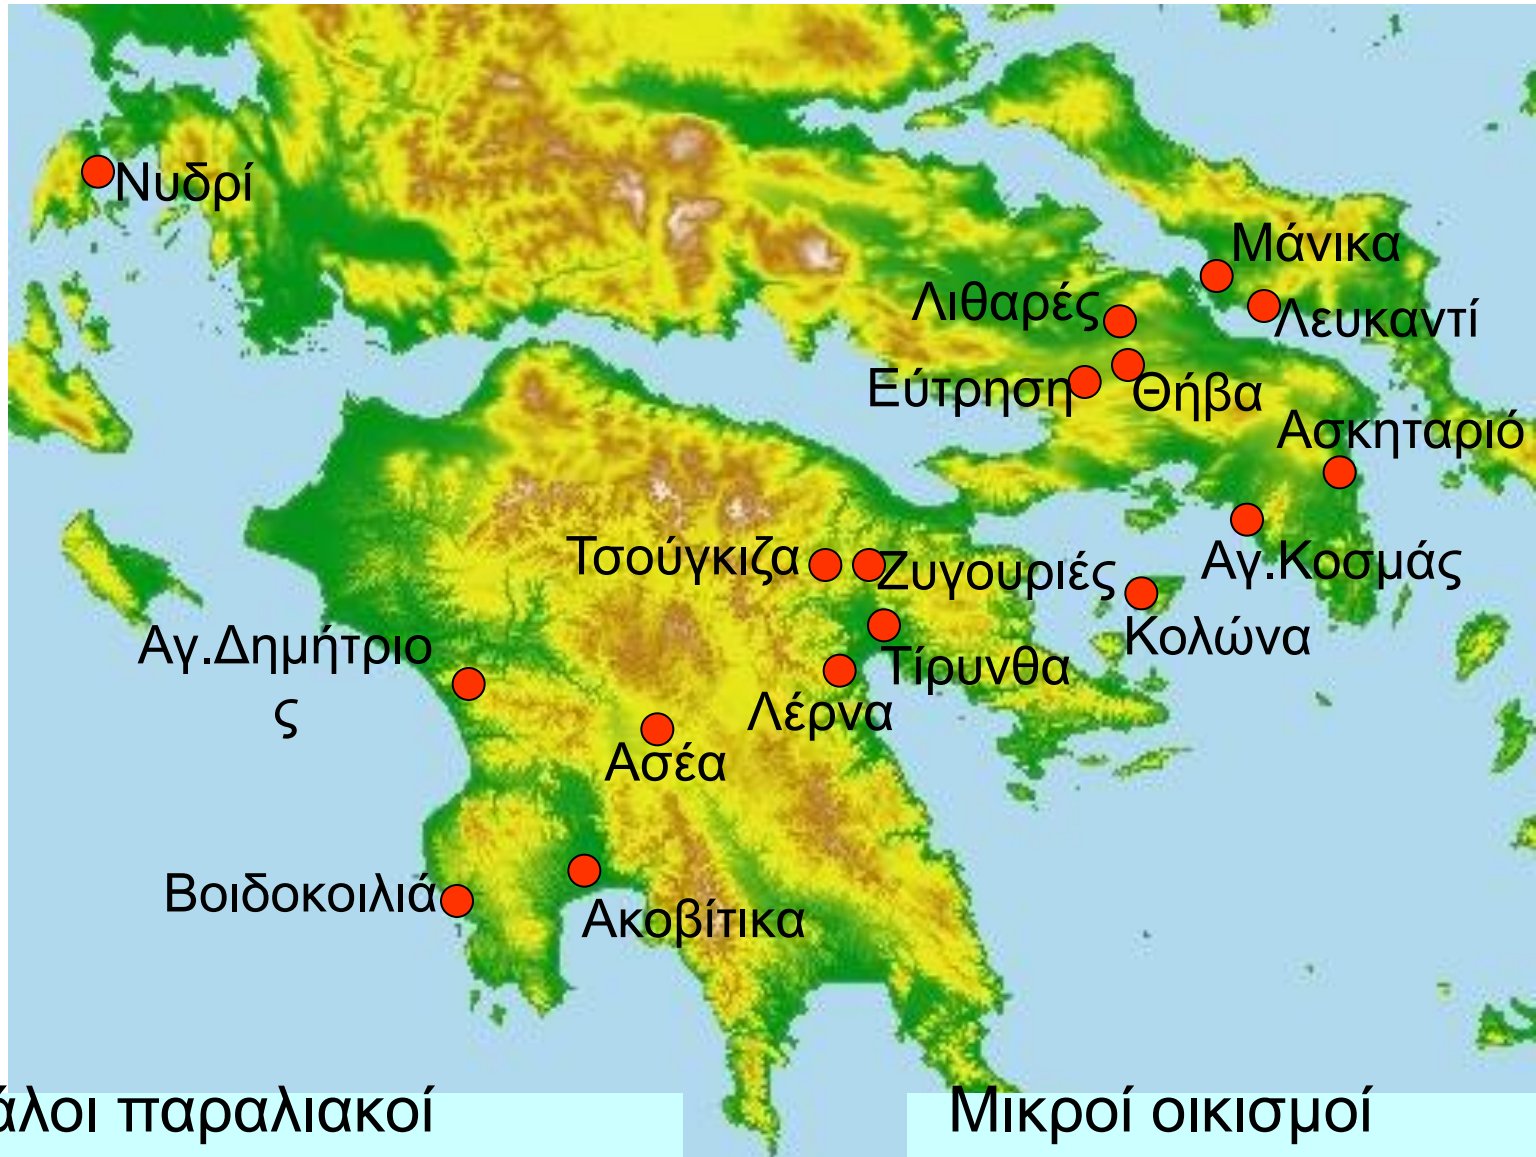 Νυδρί
Μάνικα
Λιθαρές
Λευκαντί
Εύτρηση
Θήβα
Ασκηταριό
Τσούγκιζα
Ζυγουριές
Αγ.Κοσμάς
Κολώνα
Αγ.Δημήτριο
ς
Τίρυνθα
Λέρνα
Ασέα
Βοιδοκοιλιά
Ακοβίτικα
άλοι παραλιακοί
Μικροί οικισμοί